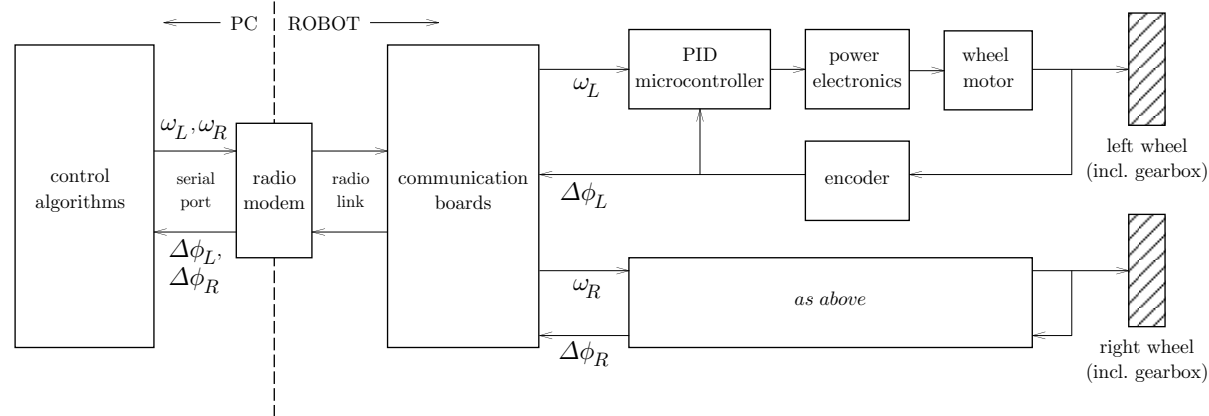 PC
ROBOT
control
algorithms
ω_L, ω_R
serial
port
Δϕ_L,
Δϕ_R
radio
modem
radio
link
communication
boards
ω_L
PID
microcontroller
power
electronics
wheel
motor
left wheel
(incl. gearbox)
Δϕ_L
encoder
ω_R
as above
Δϕ_R
right wheel
(incl. gearbox)